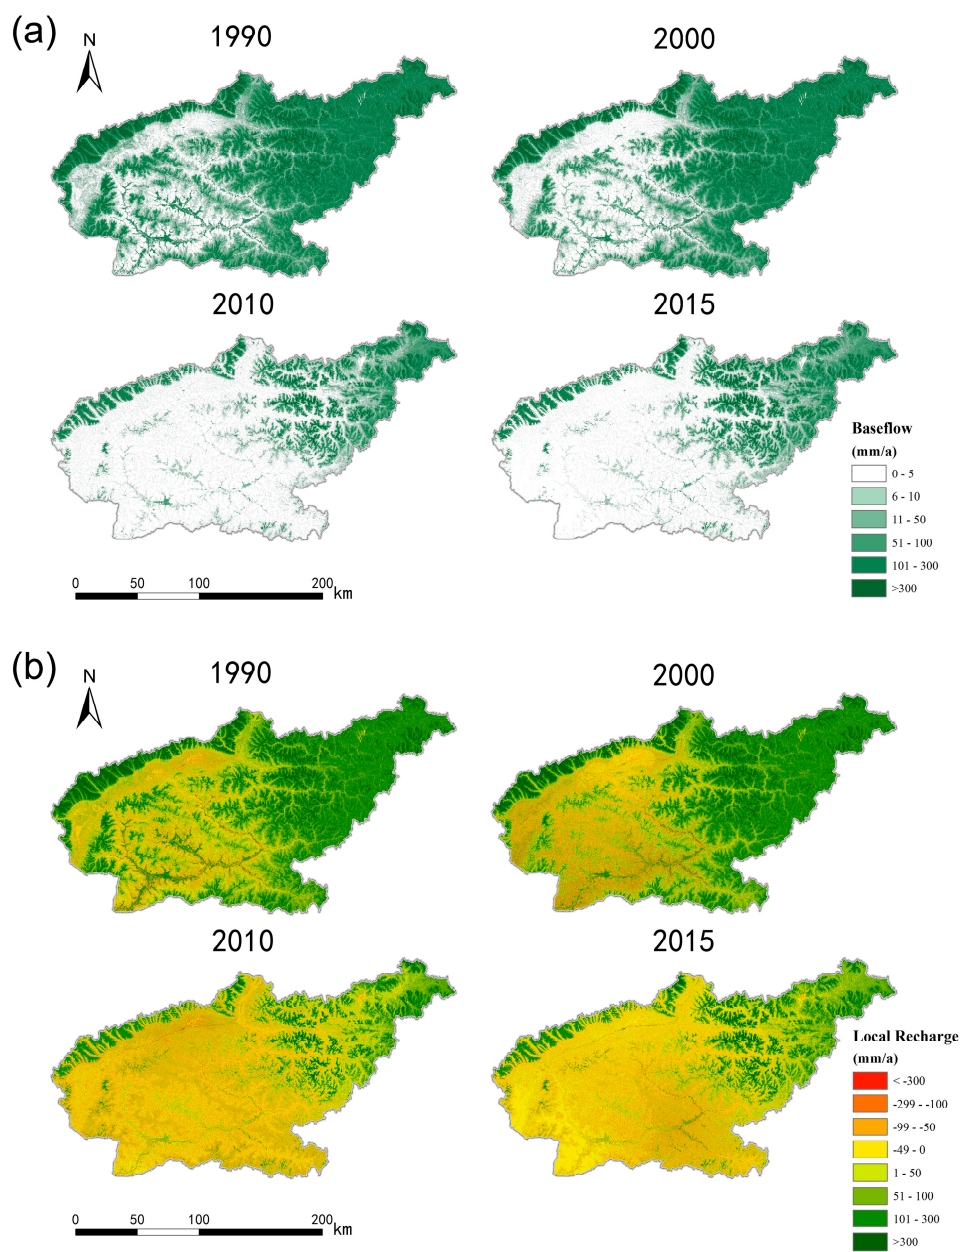 (a)
N
1990
2000
2010
2015
Baseflow
(mm/a)
0 - 5
6 - 10
11 - 50
51 - 100
101 - 300
>300
0 50 100 200
km
(b)
N
1990
2000
2010
2015
Local Recharge
(mm/a)
< -300
-299 - -100
-99 - -50
-49 - 0
1 - 50
51 - 100
101 - 300
>300
0 50 100 200
km